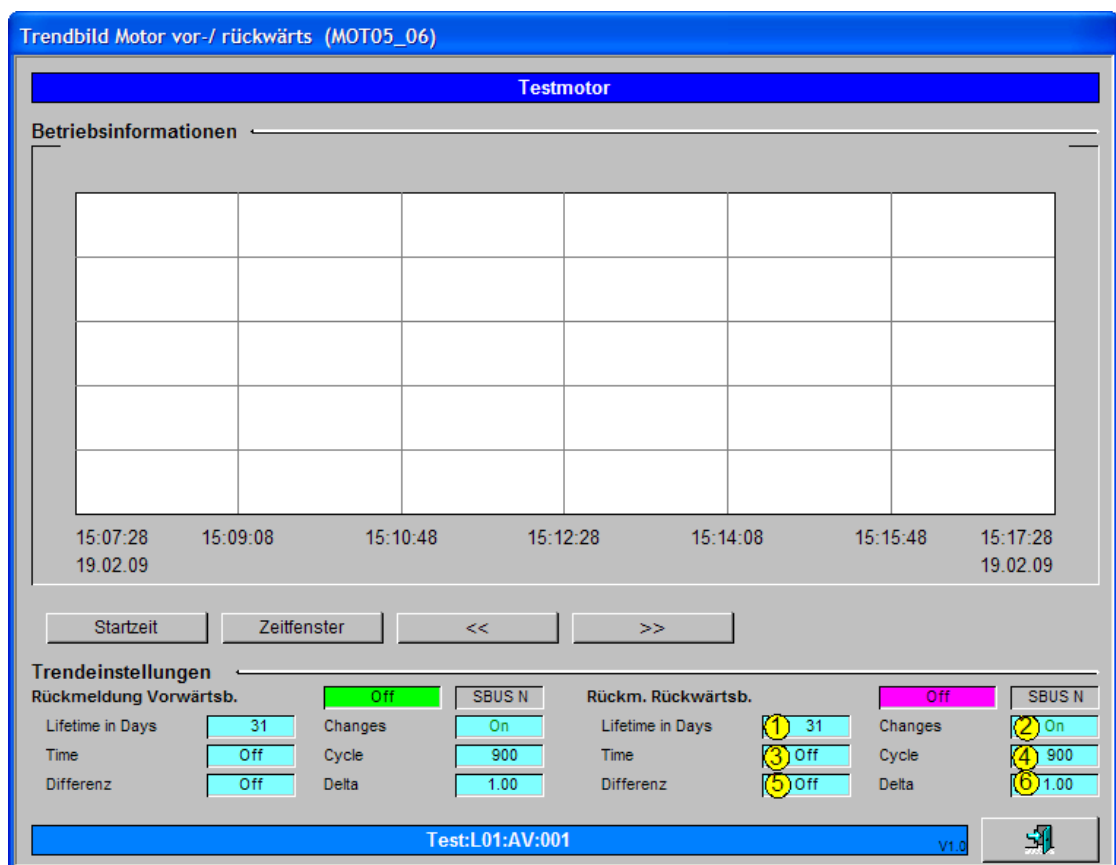 Trendbild Motor vor-/ rückwärts (MOT05_06)
Testmotor
Betriebsinformationen
15:07:28 15:09:08 15:10:48 15:12:28 15:14:08 15:15:48 15:17:28
19.02.09 19.02.09
Startzeit Zeitfenster << >>
Trendeinstellungen
Rückmeldung Vorwärtsb. Off SBUS N Rückm. Rückwärtsb. Off SBUS N
Lifetime in Days 31 Changes On Lifetime in Days 1 31 Changes 2 On
Time Off Cycle 900 Time 3 Off Cycle 4 900
Differenz Off Delta 1.00 Differenz 5 Off Delta 6 1.00
Test:L01:AV:001 V1.0